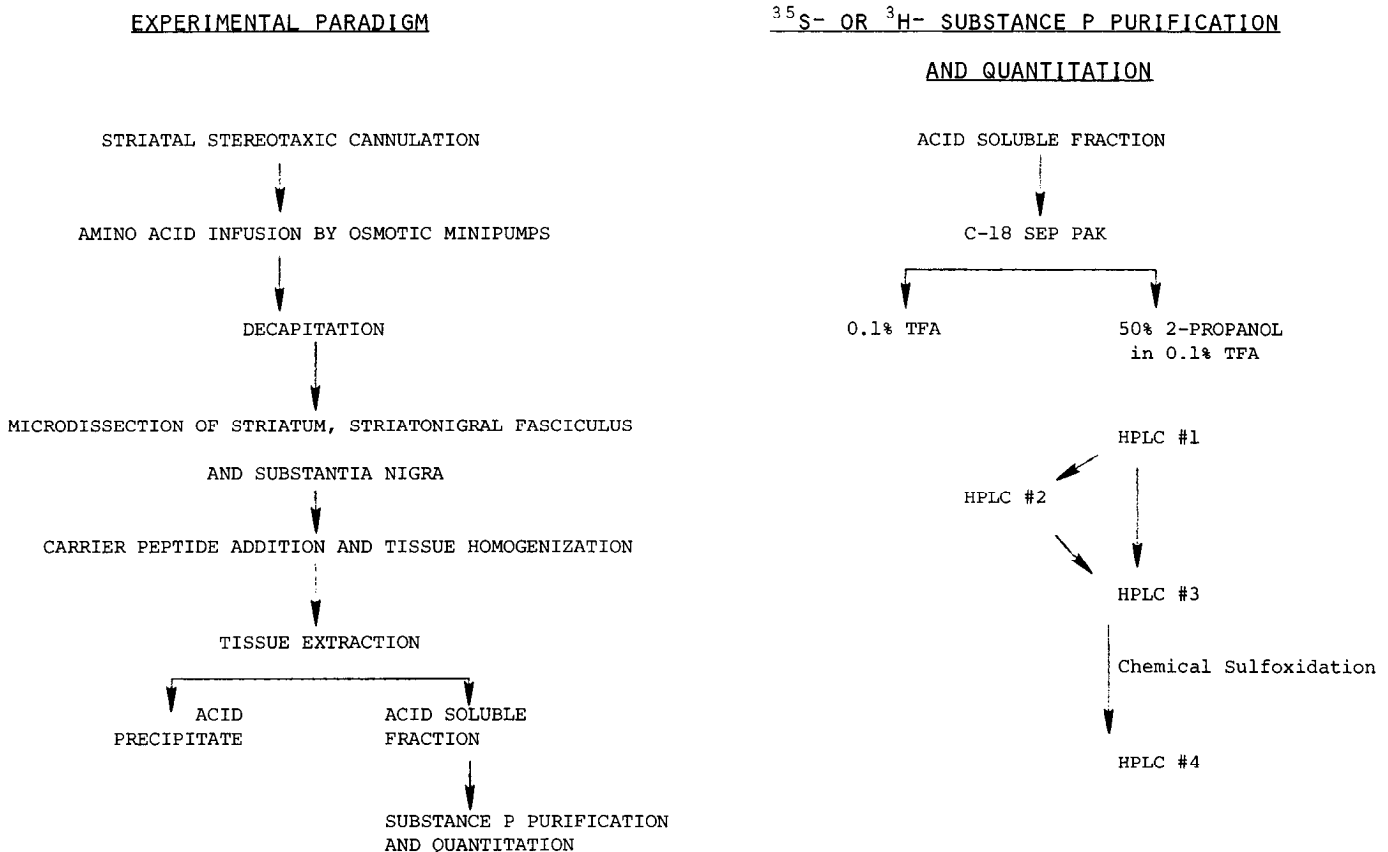 EXPERIMENTAL PARADIGM
STRIATAL STEREOTAXIC CANNULATION
AMINO ACID INFUSION BY OSMOTIC MINIPUMPS
DECAPITATION
MICRODISSECTION OF STRIATUM, STRIATONIGRAL FASCICULUS
AND SUBSTANTIA NIGRA
CARRIER PEPTIDE ADDITION AND TISSUE HOMOGENIZATION
TISSUE EXTRACTION
ACID
PRECIPITATE
ACID SOLUBLE
FRACTION
SUBSTANCE P PURIFICATION
AND QUANTITATION
³⁵S- OR ³H- SUBSTANCE P PURIFICATION
AND QUANTITATION
ACID SOLUBLE FRACTION
C-18 SEP PAK
0.1% TFA
50% 2-PROPANOL
in 0.1% TFA
HPLC #1
HPLC #2
HPLC #3
Chemical Sulfoxidation
HPLC #4